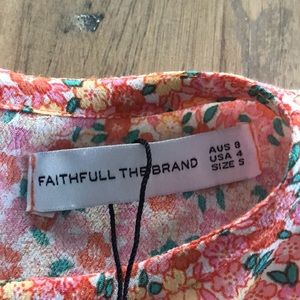 FAITHFULL THE BRAND
AUS 8
USA 4
SIZE S